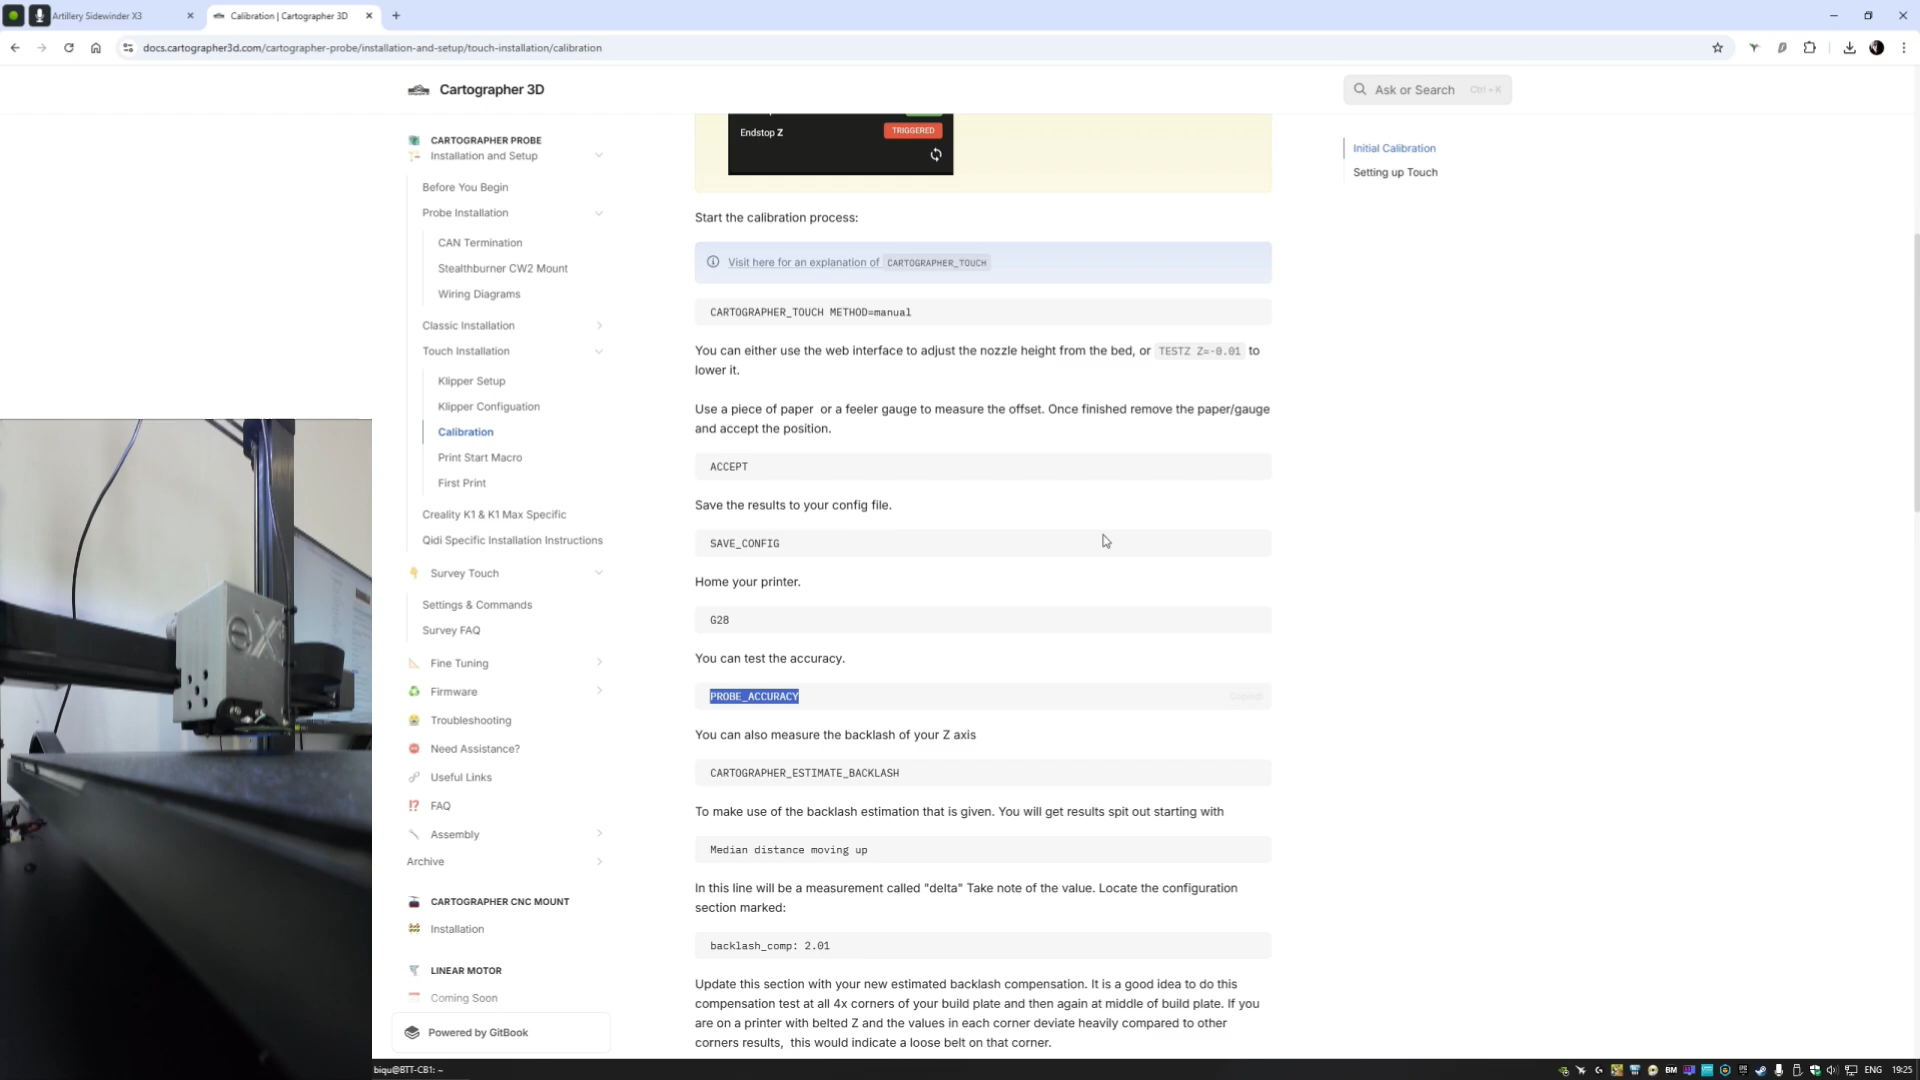 Artillery Sidewinder X3
Calibration | Cartographer 3D
docs.cartographer3d.com/cartographer-probe/installation-and-setup/touch-installation/calibration
Cartographer 3D
Ask or Search
Ctrl + K
CARTOGRAPHER PROBE
Installation and Setup
Before You Begin
Probe Installation
CAN Termination
Stealthburner CW2 Mount
Wiring Diagrams
Classic Installation
Touch Installation
Klipper Setup
Klipper Configuation
Calibration
Print Start Macro
First Print
Creality K1 & K1 Max Specific
Qidi Specific Installation Instructions
Survey Touch
Settings & Commands
Survey FAQ
Fine Tuning
Firmware
Troubleshooting
Need Assistance?
Useful Links
FAQ
Assembly
Archive
CARTOGRAPHER CNC MOUNT
Installation
LINEAR MOTOR
Coming Soon
Powered by GitBook
Endstop Z
TRIGGERED
Start the calibration process:
Visit here for an explanation of CARTOGRAPHER_TOUCH
CARTOGRAPHER_TOUCH METHOD=manual
You can either use the web interface to adjust the nozzle height from the bed, or TESTZ Z=-0.01 to
lower it.
Use a piece of paper or a feeler gauge to measure the offset. Once finished remove the paper/gauge
and accept the position.
ACCEPT
Save the results to your config file.
SAVE_CONFIG
Home your printer.
G28
You can test the accuracy.
PROBE_ACCURACY
Copied!
You can also measure the backlash of your Z axis
CARTOGRAPHER_ESTIMATE_BACKLASH
To make use of the backlash estimation that is given. You will get results spit out starting with
Median distance moving up
In this line will be a measurement called "delta" Take note of the value. Locate the configuration
section marked:
backlash_comp: 2.01
Update this section with your new estimated backlash compensation. It is a good idea to do this
compensation test at all 4x corners of your build plate and then again at middle of build plate. If you
are on a printer with belted Z and the values in each corner deviate heavily compared to other
corners results, this would indicate a loose belt on that corner.
Initial Calibration
Setting up Touch
biqu@BTT-CB1: ~
BM
ENG
19:25